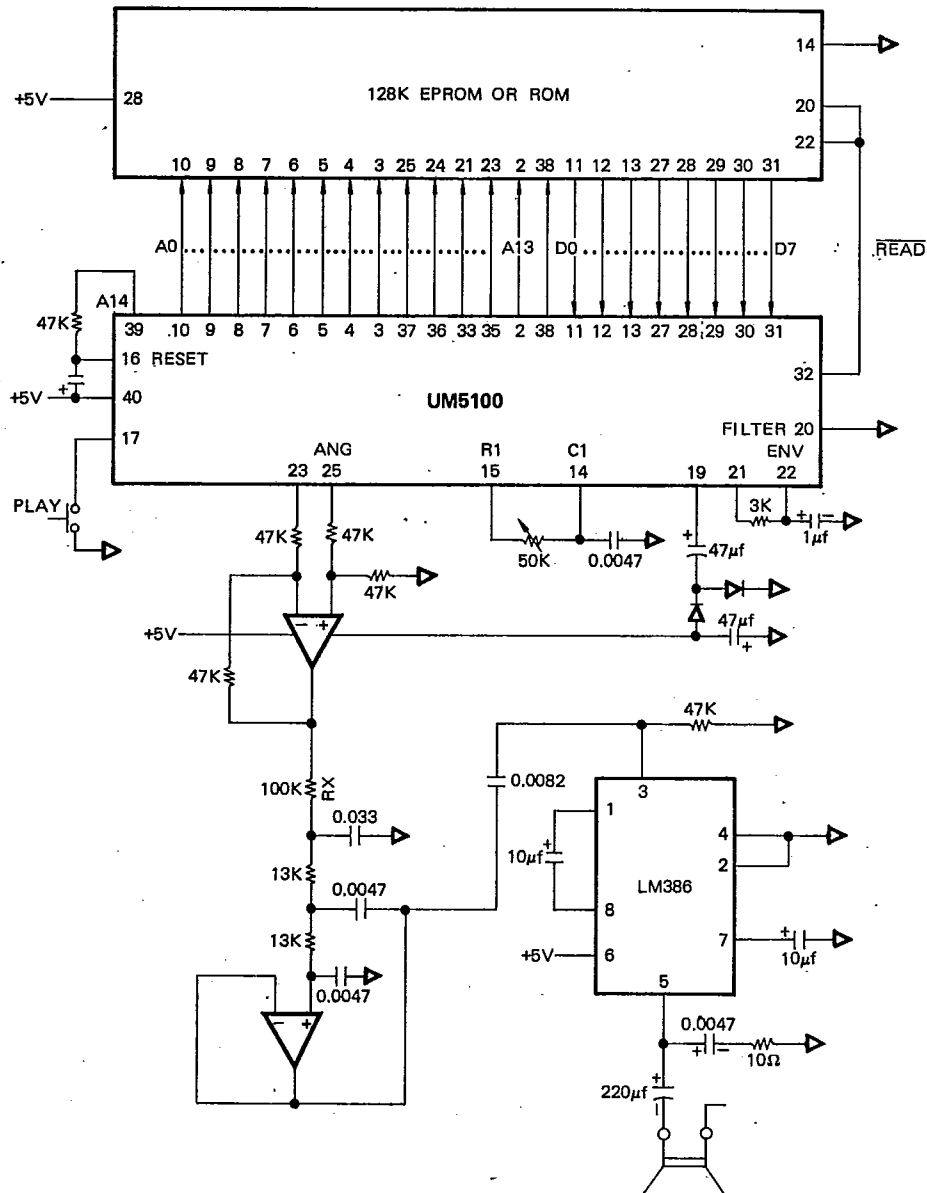 14
128K EPROM OR ROM
+5V 28
20
22
10 9 8 7 6 5 4 3 25 24 21 23 2 38 11 12 13 27 28 29 30 31
A0 A13 D0 D7
READ
A14
47K
39 10 9 8 7 6 5 4 3 37 36 33 35 2 38 11 12 13 27 28 29 30 31
16 RESET
32
+ +5V 40
UM5100
17
FILTER 20
ANG R1 C1 ENV
23 25 15 14 19 21 22
PLAY
3K
+ −
1µf
47K 47K
50K 0.0047
+ 47µf
47K
+5V − +
47µf
+
47K
47K
100K RX
0.0082
3
1
0.033
+
10µf
4
2
13K
0.0047
LM386
8
13K
7 +
10µf
+5V 6
0.0047
5
− +
0.0047
+ −
10Ω
220µf + −